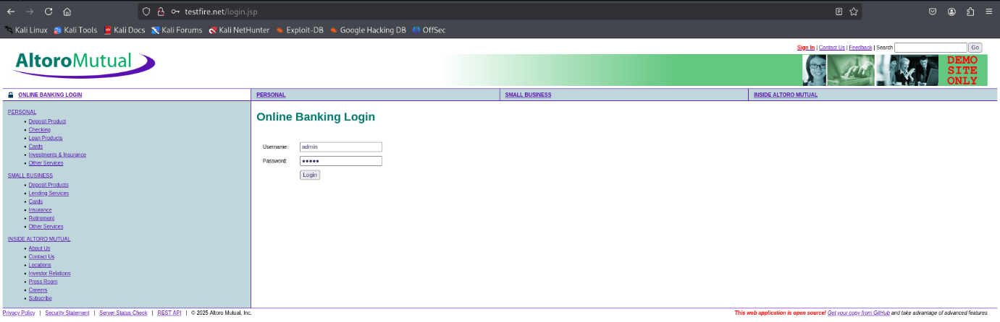 testfire.net/login.jsp
Kali Linux Kali Tools Kali Docs Kali Forums Kali NetHunter Exploit-DB Google Hacking DB OffSec
AltoroMutual
Sign In | Contact Us | Feedback | Search Go
DEMO
SITE
ONLY
ONLINE BANKING LOGIN
PERSONAL
SMALL BUSINESS
INSIDE ALTORO MUTUAL
PERSONAL
Deposit Product
Checking
Loan Products
Cards
Investments & Insurance
Other Services
SMALL BUSINESS
Deposit Products
Lending Services
Cards
Insurance
Retirement
Other Services
INSIDE ALTORO MUTUAL
About Us
Contact Us
Locations
Investor Relations
Press Room
Careers
Subscribe
Online Banking Login
Username: admin
Password: •••••
Login
Privacy Policy | Security Statement | Server Status Check | REST API | © 2025 Altoro Mutual, Inc.
This web application is open source! Get your copy from GitHub and take advantage of advanced features